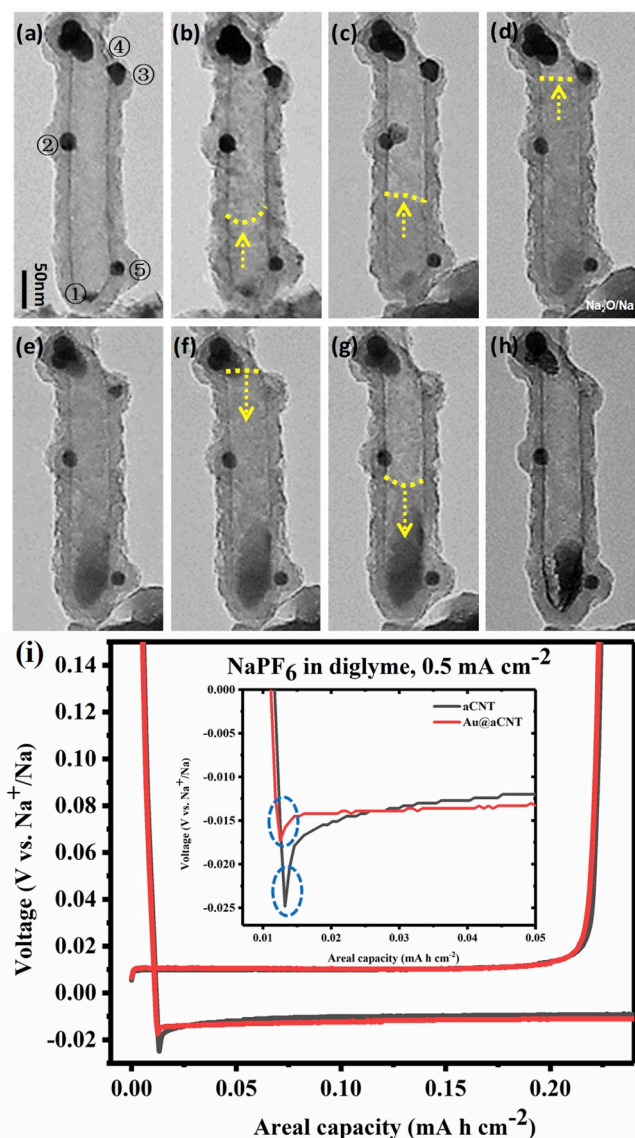 (a)
④
③
②
⑤
①
50nm
(b)
(c)
(d)
Na₂O/Na
(e)
(f)
(g)
(h)
(i)
NaPF₆ in diglyme, 0.5 mA cm⁻²
aCNT
Au@aCNT
0.000
-0.005
-0.010
-0.015
-0.020
-0.025
Voltage (V vs. Na⁺/Na)
0.01 0.02 0.03 0.04 0.05
Areal capacity (mA h cm⁻²)
0.14
0.12
0.10
0.08
0.06
0.04
0.02
0.00
-0.02
Voltage (V vs. Na⁺/Na)
0.00 0.05 0.10 0.15 0.20
Areal capacity (mA h cm⁻²)